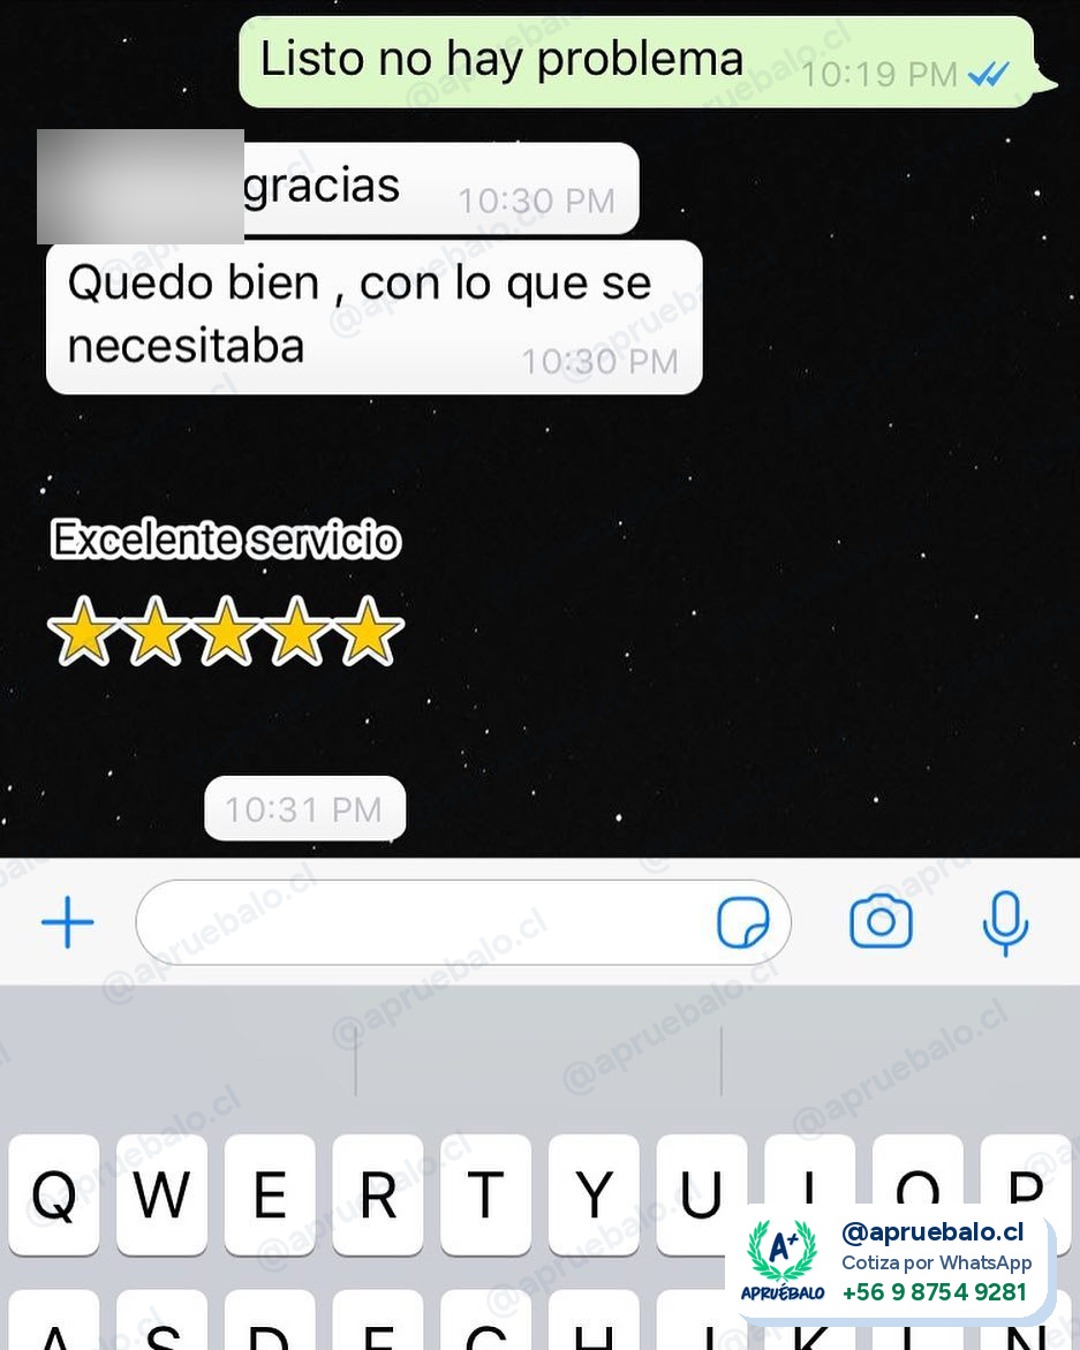 Listo no hay problema
10:19 PM
gracias
10:30 PM
Quedo bien , con lo que se
necesitaba
10:30 PM
Excelente servicio
10:31 PM
Q W E R T Y U I O P
A S D F G H J K L Ñ
@apruebalo.cl
Cotiza por WhatsApp
+56 9 8754 9281
A+
APRUÉBALO